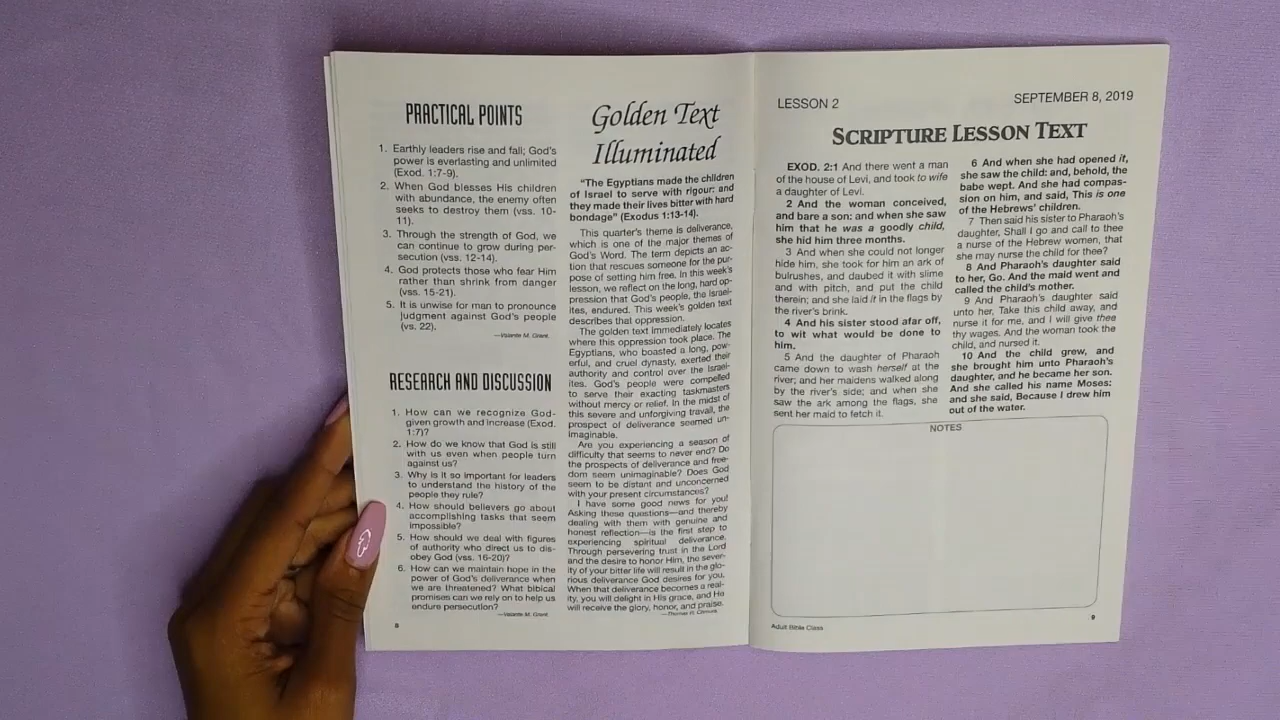 PRACTICAL POINTS
1. Earthly leaders rise and fall; God's
power is everlasting and unlimited
(Exod. 1:7-9).
2. When God blesses His children
with abundance, the enemy often
seeks to destroy them (vss. 10-
11).
3. Through the strength of God, we
can continue to grow during per-
secution (vss. 12-14).
4. God protects those who fear Him
rather than shrink from danger
(vss. 15-21).
5. It is unwise for man to pronounce
judgment against God's people
(vs. 22).
—Valante M. Grant.
RESEARCH AND DISCUSSION
1. How can we recognize God-
given growth and increase (Exod.
1:7)?
2. How do we know that God is still
with us even when people turn
against us?
3. Why is it so important for leaders
to understand the history of the
people they rule?
4. How should believers go about
accomplishing tasks that seem
impossible?
5. How should we deal with figures
of authority who direct us to dis-
obey God (vss. 16-20)?
6. How can we maintain hope in the
power of God's deliverance when
we are threatened? What biblical
promises can we rely on to help us
endure persecution?
—Valante M. Grant.
8
Golden Text
Illuminated
"The Egyptians made the children
of Israel to serve with rigour: and
they made their lives bitter with hard
bondage" (Exodus 1:13-14).
This quarter's theme is deliverance,
which is one of the major themes of
God's Word. The term depicts an ac-
tion that rescues someone for the pur-
pose of setting him free. In this week's
lesson, we reflect on the long, hard op-
pression that God's people, the Israel-
ites, endured. This week's golden text
describes that oppression.
The golden text immediately locates
where this oppression took place. The
Egyptians, who boasted a long, pow-
erful, and cruel dynasty, exerted their
authority and control over the Israel-
ites. God's people were compelled
to serve their exacting taskmasters
without mercy or relief. In the midst of
this severe and unforgiving travail, the
prospect of deliverance seemed un-
imaginable.
Are you experiencing a season of
difficulty that seems to never end? Do
the prospects of deliverance and free-
dom seem unimaginable? Does God
seem to be distant and unconcerned
with your present circumstances?
I have some good news for you!
Asking these questions—and thereby
dealing with them with genuine and
honest reflection—is the first step to
experiencing spiritual deliverance.
Through persevering trust in the Lord
and the desire to honor Him, the sever-
ity of your bitter life will result in the glo-
rious deliverance God desires for you.
When that deliverance becomes a real-
ity, you will delight in His grace, and He
will receive the glory, honor, and praise.
—Thomas R.
LESSON 2
SEPTEMBER 8, 2019
SCRIPTURE LESSON TEXT
EXOD. 2:1 And there went a man
of the house of Levi, and took to wife
a daughter of Levi.
2 And the woman conceived,
and bare a son: and when she saw
him that he was a goodly child,
she hid him three months.
3 And when she could not longer
hide him, she took for him an ark of
bulrushes, and daubed it with slime
and with pitch, and put the child
therein; and she laid it in the flags by
the river's brink.
4 And his sister stood afar off,
to wit what would be done to
him.
5 And the daughter of Pharaoh
came down to wash herself at the
river; and her maidens walked along
by the river's side; and when she
saw the ark among the flags, she
sent her maid to fetch it.
6 And when she had opened it,
she saw the child: and, behold, the
babe wept. And she had compas-
sion on him, and said, This is one
of the Hebrews' children.
7 Then said his sister to Pharaoh's
daughter, Shall I go and call to thee
a nurse of the Hebrew women, that
she may nurse the child for thee?
8 And Pharaoh's daughter said
to her, Go. And the maid went and
called the child's mother.
9 And Pharaoh's daughter said
unto her, Take this child away, and
nurse it for me, and I will give thee
thy wages. And the woman took the
child, and nursed it.
10 And the child grew, and
she brought him unto Pharaoh's
daughter, and he became her son.
And she called his name Moses:
and she said, Because I drew him
out of the water.
NOTES
Adult Bible Class
9